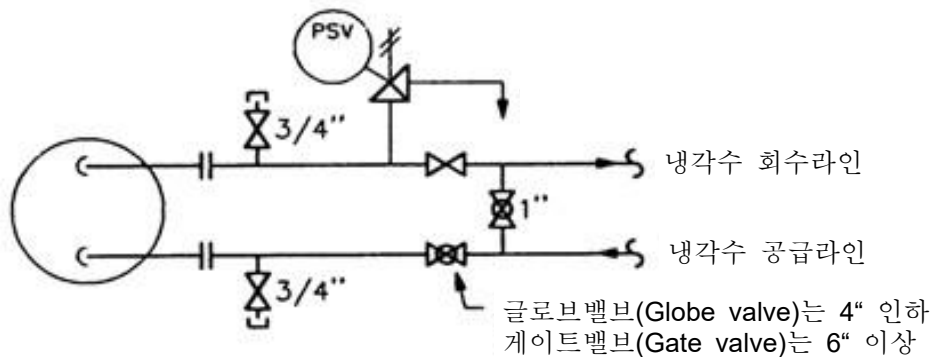 PSV
3/4"
냉각수 회수라인
1"
냉각수 공급라인
3/4"
글로브밸브(Globe valve)는 4“ 인하
게이트밸브(Gate valve)는 6“ 이상